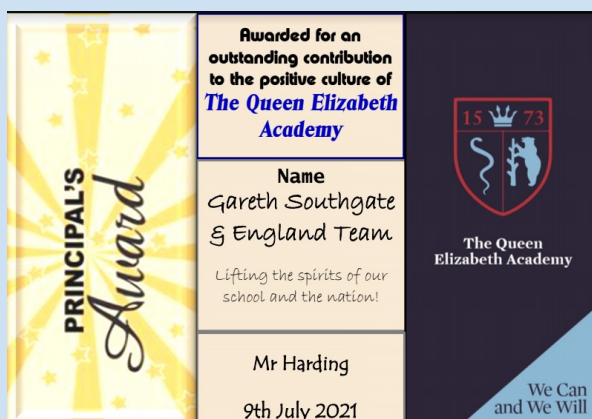 PRINCIPAL'S
Award
Awarded for an
outstanding contribution
to the positive culture of
The Queen Elizabeth
Academy
Name
Gareth Southgate
& England Team
Lifting the spirits of our
school and the nation!
Mr Harding
9th July 2021
15 73
The Queen
Elizabeth Academy
We Can
and We Will